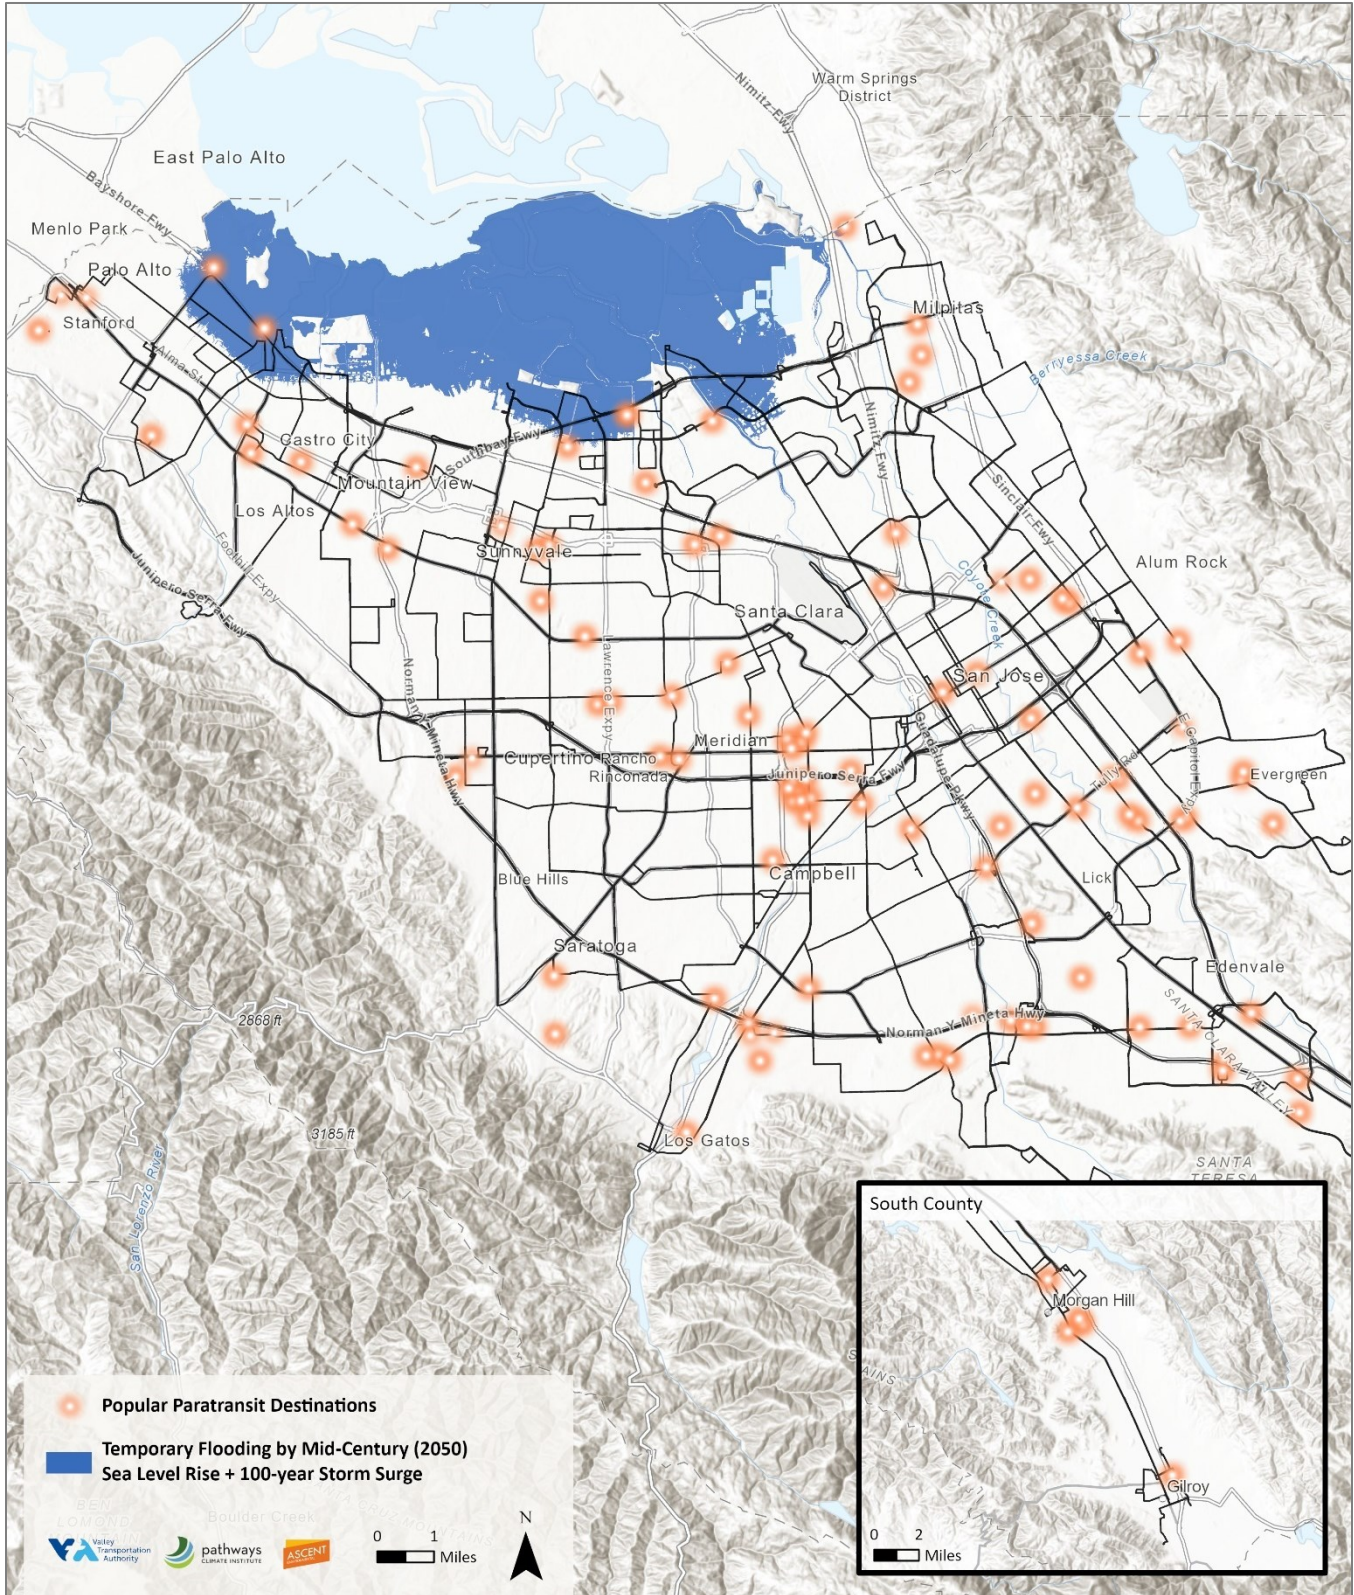 Warm Springs
District
Nimitz Fwy
East Palo Alto
Bayshore Fwy
Menlo Park
Palo Alto
Stanford
Milpitas
Alma St
Berryessa Creek
Castro City
Southbay Fwy
Nimitz Fwy
Mountain View
Sinclair Fwy
Los Altos
Foothill Expy
Sunnyvale
Alum Rock
Junipero Serra Fwy
Coyote Creek
Santa Clara
Lawrence Expy
San Jose
Norman Y Mineta Hwy
Guadalupe Pkwy
E Capitol Expy
Meridian
Cupertino
Rancho
Rinconada
Junipero Serra Fwy
Tully Rd
Evergreen
Blue Hills
Campbell
Lick
Saratoga
Edenvale
2868 ft
Norman Y Mineta Hwy
SANTA CLARA VALLEY
3185 ft
Los Gatos
San Lorenzo River
SANTA
TERESA
South County
Morgan Hill
AINS
Gilroy
0 2
Miles
Popular Paratransit Destinations
Temporary Flooding by Mid-Century (2050)
Sea Level Rise + 100-year Storm Surge
BEN
LOMOND
Boulder Creek
VTA
Valley
Transportation
Authority
pathways
CLIMATE INSTITUTE
ASCENT
0 1
Miles
N